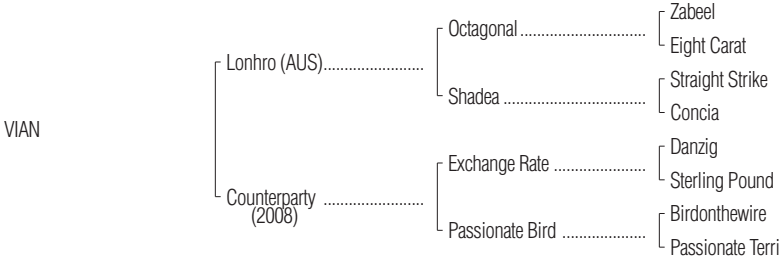 Zabeel
Octagonal
Eight Carat
Lonhro (AUS)
Straight Strike
Shadea
Concia
VIAN
Danzig
Exchange Rate
Sterling Pound
Counterparty
(2008)
Birdonthewire
Passionate Bird
Passionate Terri